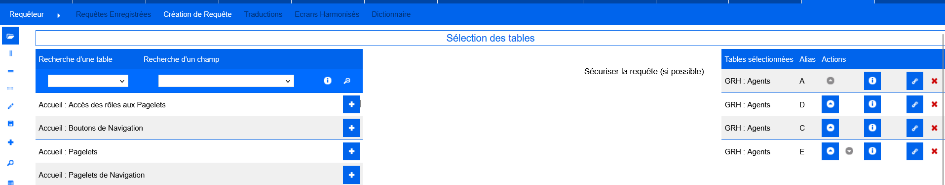 Requêteur Requêtes Enregistrées Création de Requête Traductions Ecrans Harmonisés Dictionnaire
Sélection des tables
Recherche d'une table Recherche d'un champ
Accueil : Accès des rôles aux Pagelets
Accueil : Boutons de Navigation
Accueil : Pagelets
Accueil : Pagelets de Navigation
Sécuriser la requête (si possible)
Tables sélectionnées Alias Actions
GRH : Agents A
GRH : Agents D
GRH : Agents C
GRH : Agents E